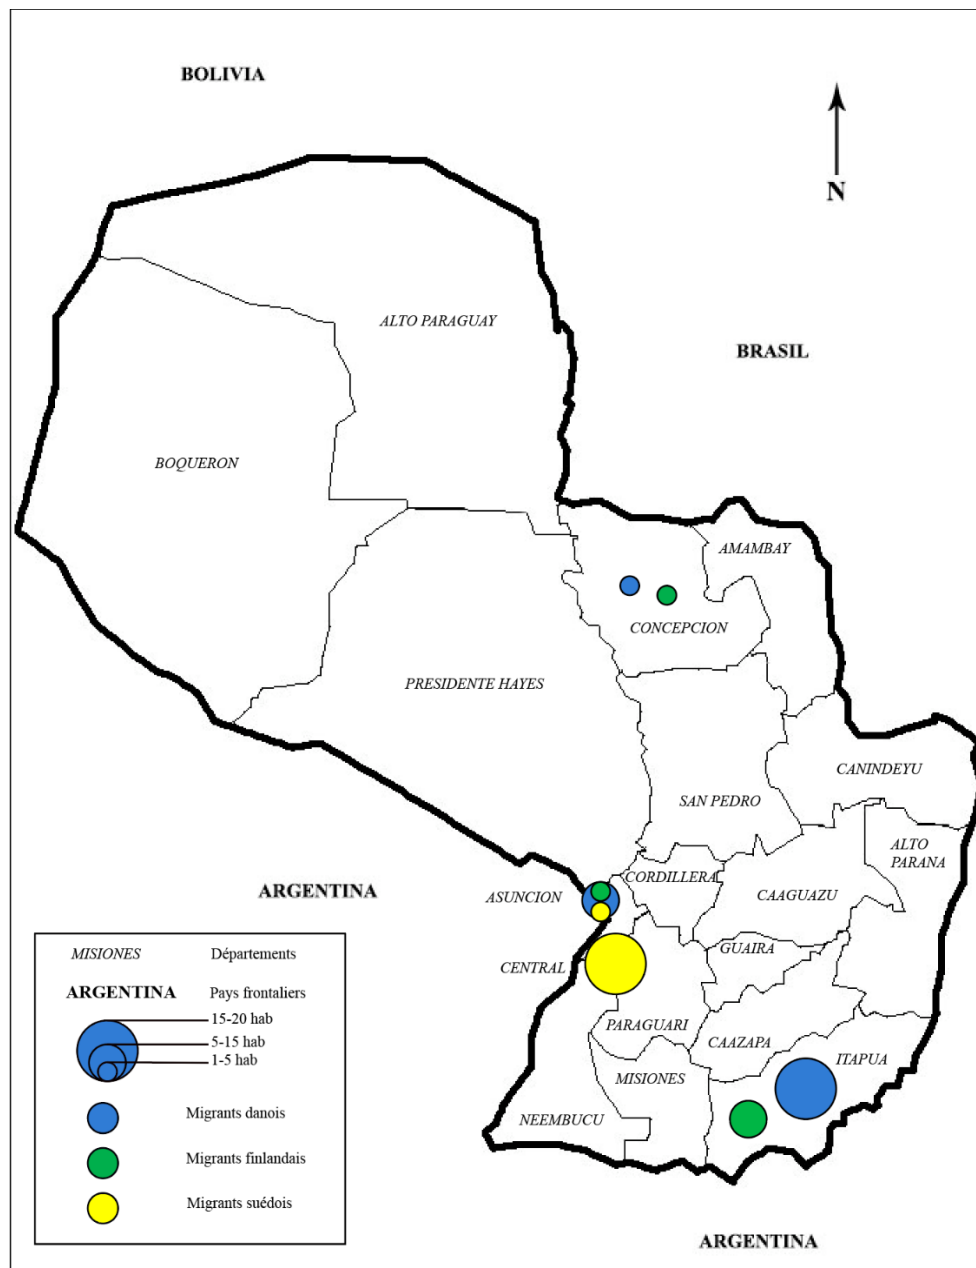 BOLIVIA
N
ALTO PARAGUAY
BRASIL
BOQUERON
AMAMBAY
CONCEPCION
PRESIDENTE HAYES
CANINDEYU
SAN PEDRO
ALTO
PARANA
CORDILLERA
ARGENTINA
ASUNCION
CAAGUAZU
GUAIRA
CENTRAL
PARAGUARI
CAAZAPA
ITAPUA
MISIONES
NEEMBUCU
ARGENTINA
MISIONES Départements
ARGENTINA Pays frontaliers
15-20 hab
5-15 hab
1-5 hab
Migrants danois
Migrants finlandais
Migrants suédois